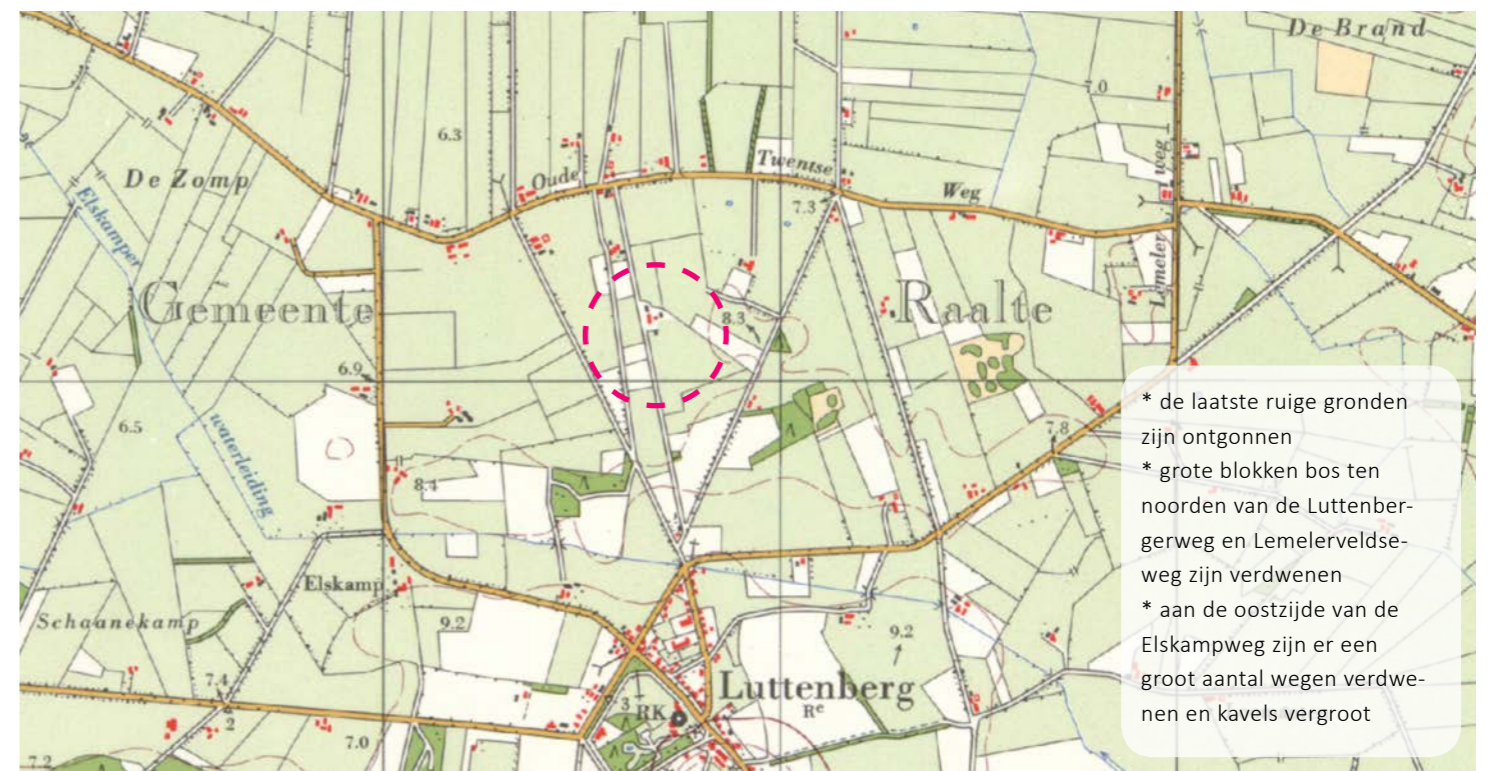 De Brand
7.0
6.3
De Zomp
Oude
Twentse
Weg
Lemeler weg
7.3
Elskamper
waterleiding
Gemeente
Raalte
8.3
6.9
6.5
8.4
7.8
* de laatste ruige gronden
zijn ontgonnen
* grote blokken bos ten
noorden van de Luttenber-
gerweg en Lemelerveldse-
weg zijn verdwenen
* aan de oostzijde van de
Elskampweg zijn er een
groot aantal wegen verdwe-
nen en kavels vergroot
Elskamp
Schaanekamp
9.2
9.2
7.4
2
Luttenberg
Rᵉ
3
RK
7.0
7.2